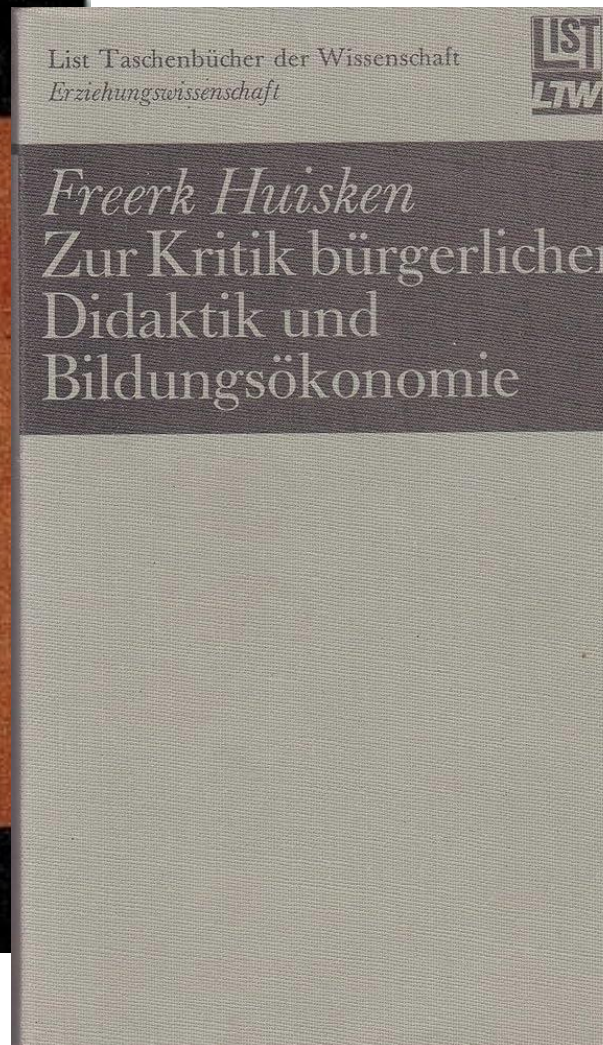 List Taschenbücher der Wissenschaft
Erziehungswissenschaft
LIST
LTW
Freerk Huisken
Zur Kritik bürgerlicher
Didaktik und
Bildungsökonomie